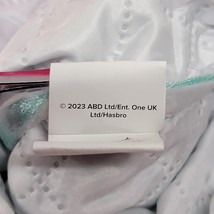 © 2023 ABD Ltd/Ent. One UK
Ltd/Hasbro